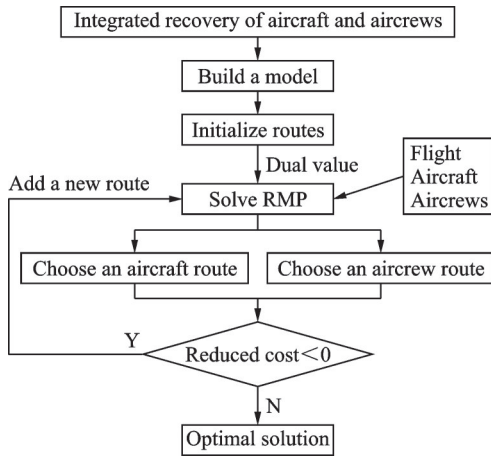 Integrated recovery of aircraft and aircrews
Build a model
Initialize routes
Dual value
Flight
Aircraft
Aircrews
Add a new route
Solve RMP
Choose an aircraft route
Choose an aircrew route
Y
Reduced cost<0
N
Optimal solution